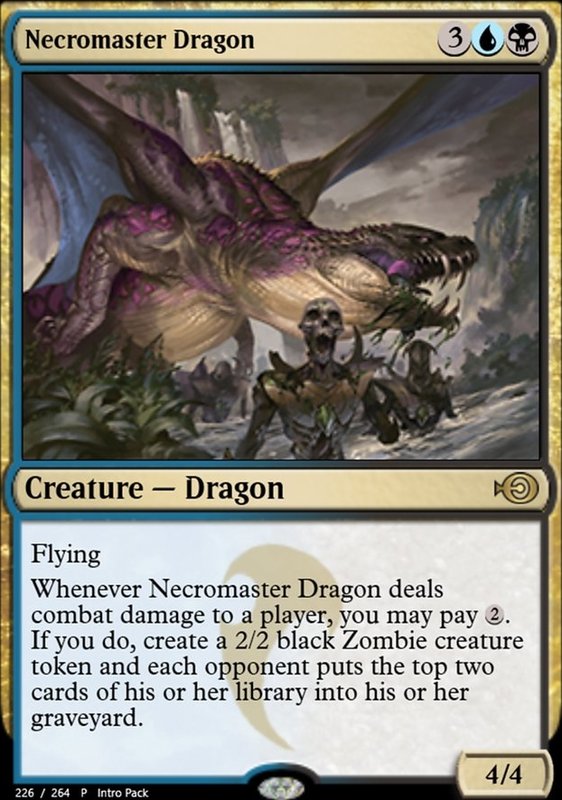 Necromaster Dragon 3
Creature — Dragon
Flying
Whenever Necromaster Dragon deals
combat damage to a player, you may pay 2.
If you do, create a 2/2 black Zombie creature
token and each opponent puts the top two
cards of his or her library into his or her
graveyard.
4/4
226 / 264 P Intro Pack